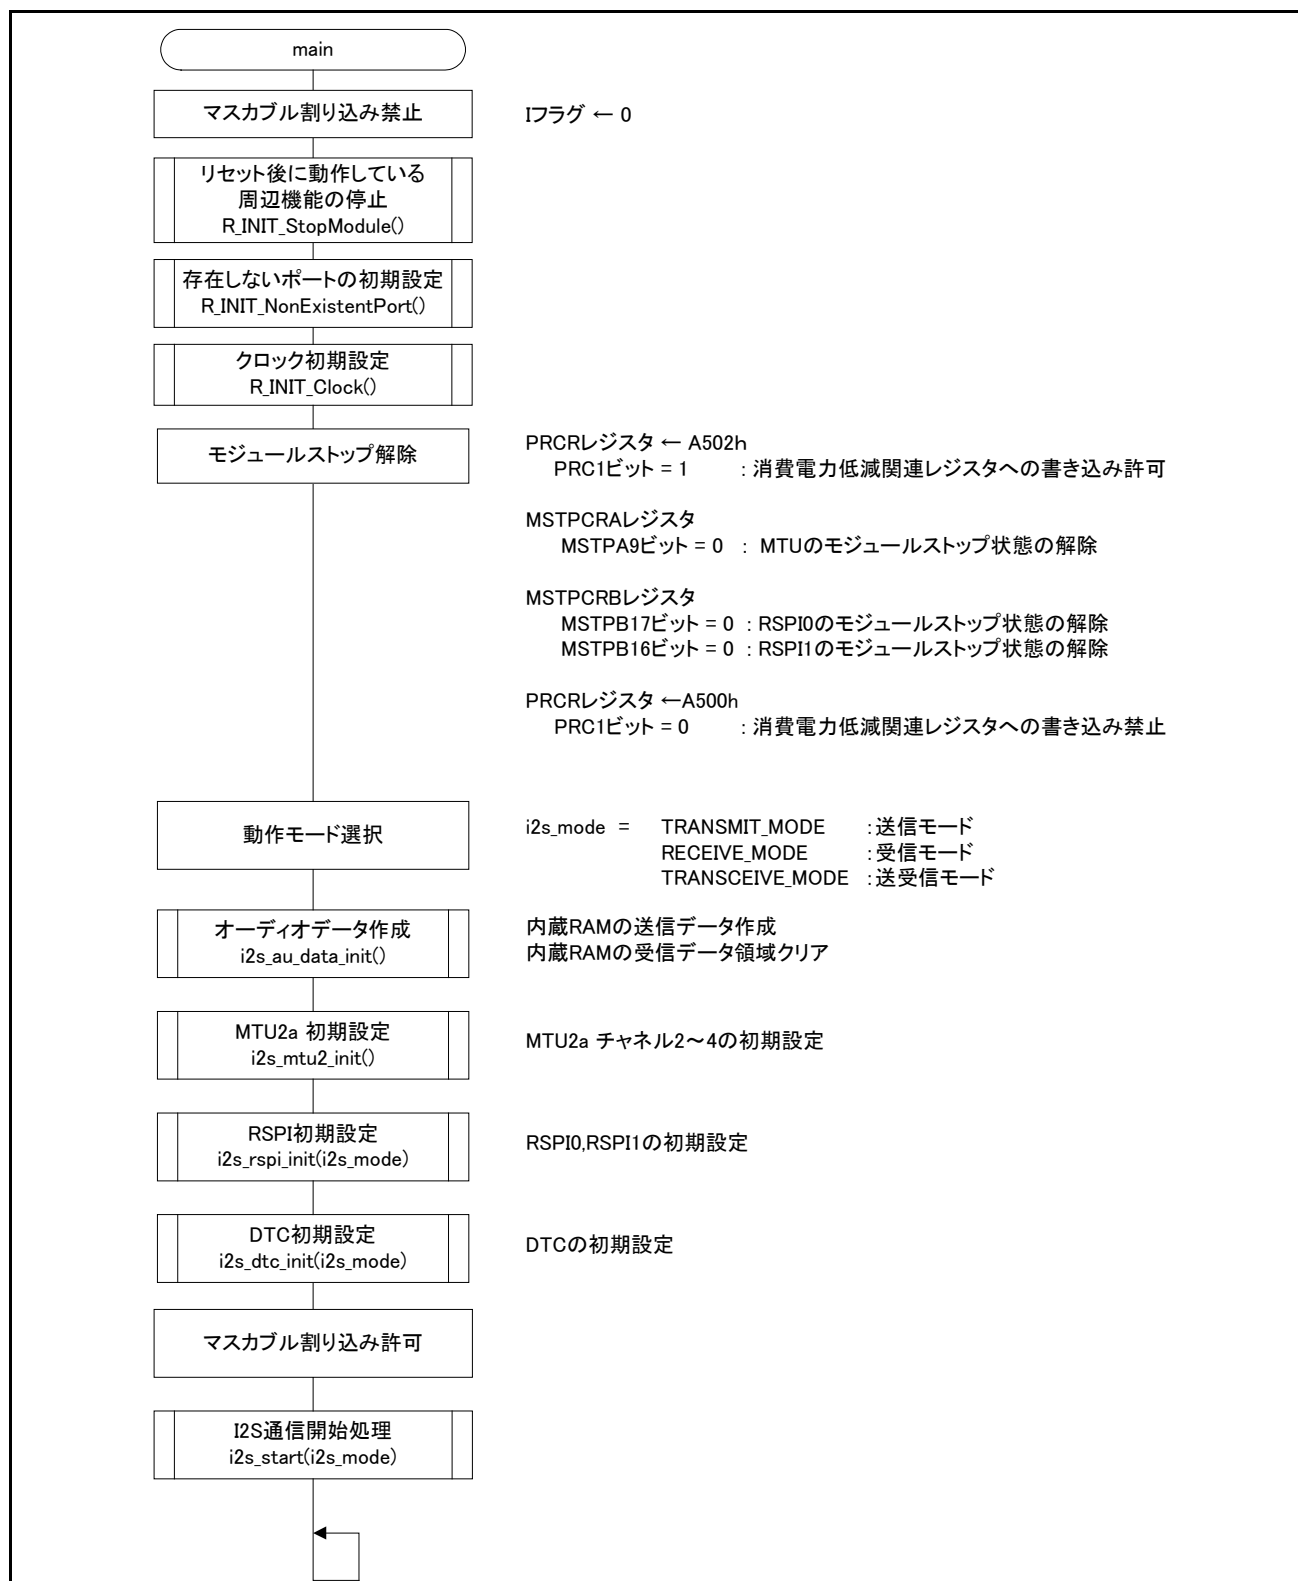 main
マスカブル割り込み禁止
Iフラグ ← 0
リセット後に動作している
周辺機能の停止
R_INIT_StopModule()
存在しないポートの初期設定
R_INIT_NonExistentPort()
クロック初期設定
R_INIT_Clock()
モジュールストップ解除
PRCRレジスタ ← A502h
PRC1ビット = 1 : 消費電力低減関連レジスタへの書き込み許可
MSTPCRAレジスタ
MSTPA9ビット = 0 : MTUのモジュールストップ状態の解除
MSTPCRBレジスタ
MSTPB17ビット = 0 : RSPI0のモジュールストップ状態の解除
MSTPB16ビット = 0 : RSPI1のモジュールストップ状態の解除
PRCRレジスタ ←A500h
PRC1ビット = 0 : 消費電力低減関連レジスタへの書き込み禁止
動作モード選択
i2s_mode = TRANSMIT_MODE :送信モード
RECEIVE_MODE :受信モード
TRANSCEIVE_MODE :送受信モード
オーディオデータ作成
i2s_au_data_init()
内蔵RAMの送信データ作成
内蔵RAMの受信データ領域クリア
MTU2a 初期設定
i2s_mtu2_init()
MTU2a チャネル2～4の初期設定
RSPI初期設定
i2s_rspi_init(i2s_mode)
RSPI0,RSPI1の初期設定
DTC初期設定
i2s_dtc_init(i2s_mode)
DTCの初期設定
マスカブル割り込み許可
I2S通信開始処理
i2s_start(i2s_mode)